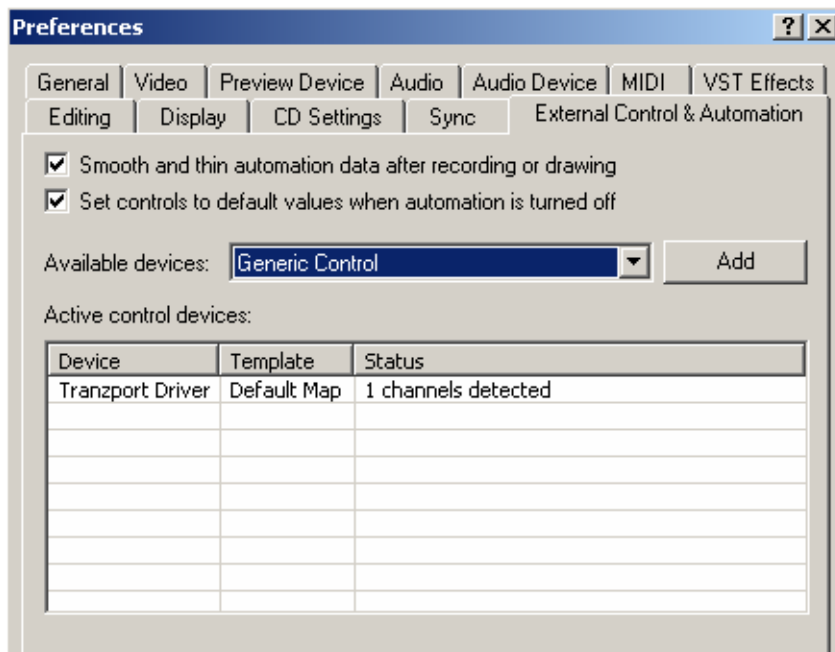 Preferences
General Video Preview Device Audio Audio Device MIDI VST Effects
Editing Display CD Settings Sync External Control & Automation
Smooth and thin automation data after recording or drawing
Set controls to default values when automation is turned off
Available devices: Generic Control Add
Active control devices:
Device Template Status
Tranzport Driver Default Map 1 channels detected